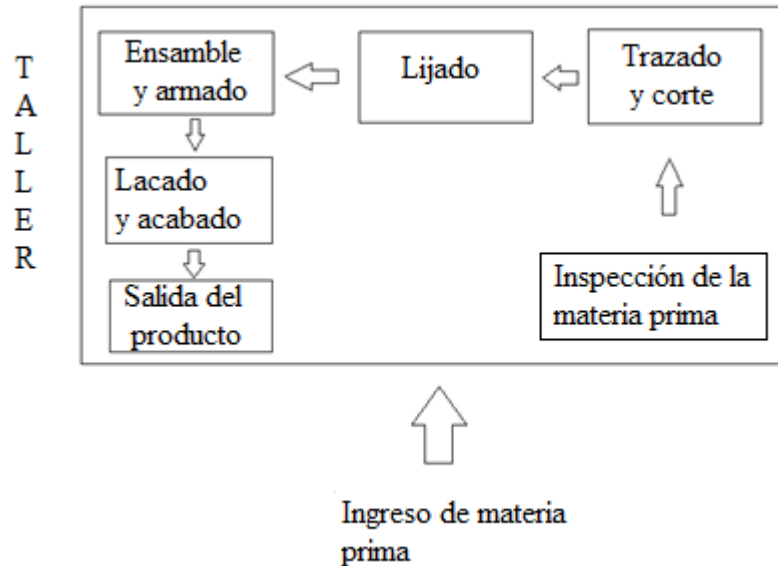 TALLER
Ensamble
y armado
Lijado
Trazado
y corte
Lacado
y acabado
Salida del
producto
Inspección de la
materia prima
Ingreso de materia
prima